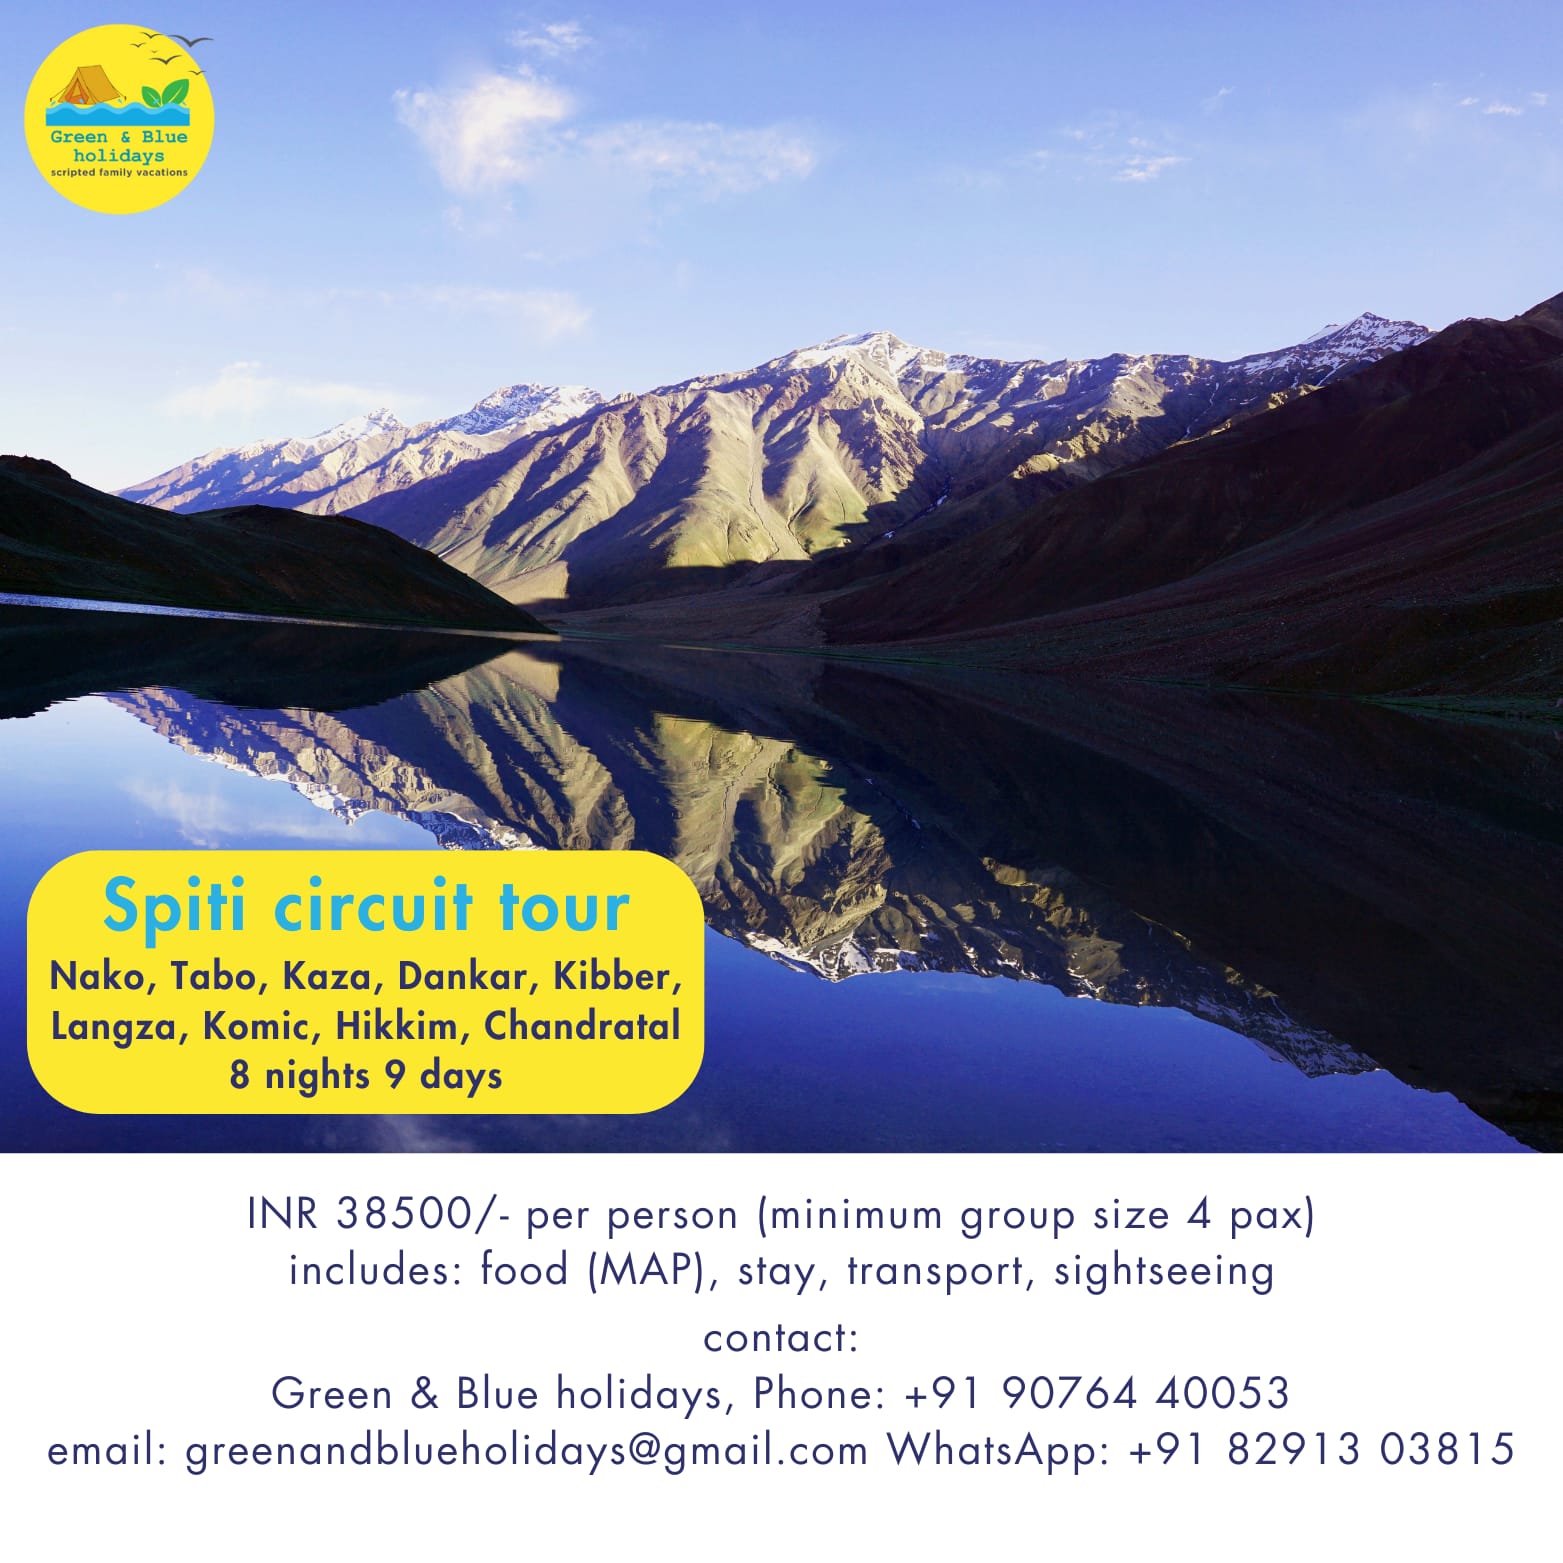 Green & Blue
holidays
scripted family vacations
Spiti circuit tour
Nako, Tabo, Kaza, Dankar, Kibber,
Langza, Komic, Hikkim, Chandratal
8 nights 9 days
INR 38500/- per person (minimum group size 4 pax)
includes: food (MAP), stay, transport, sightseeing
contact:
Green & Blue holidays, Phone: +91 90764 40053
email: greenandblueholidays@gmail.com WhatsApp: +91 82913 03815